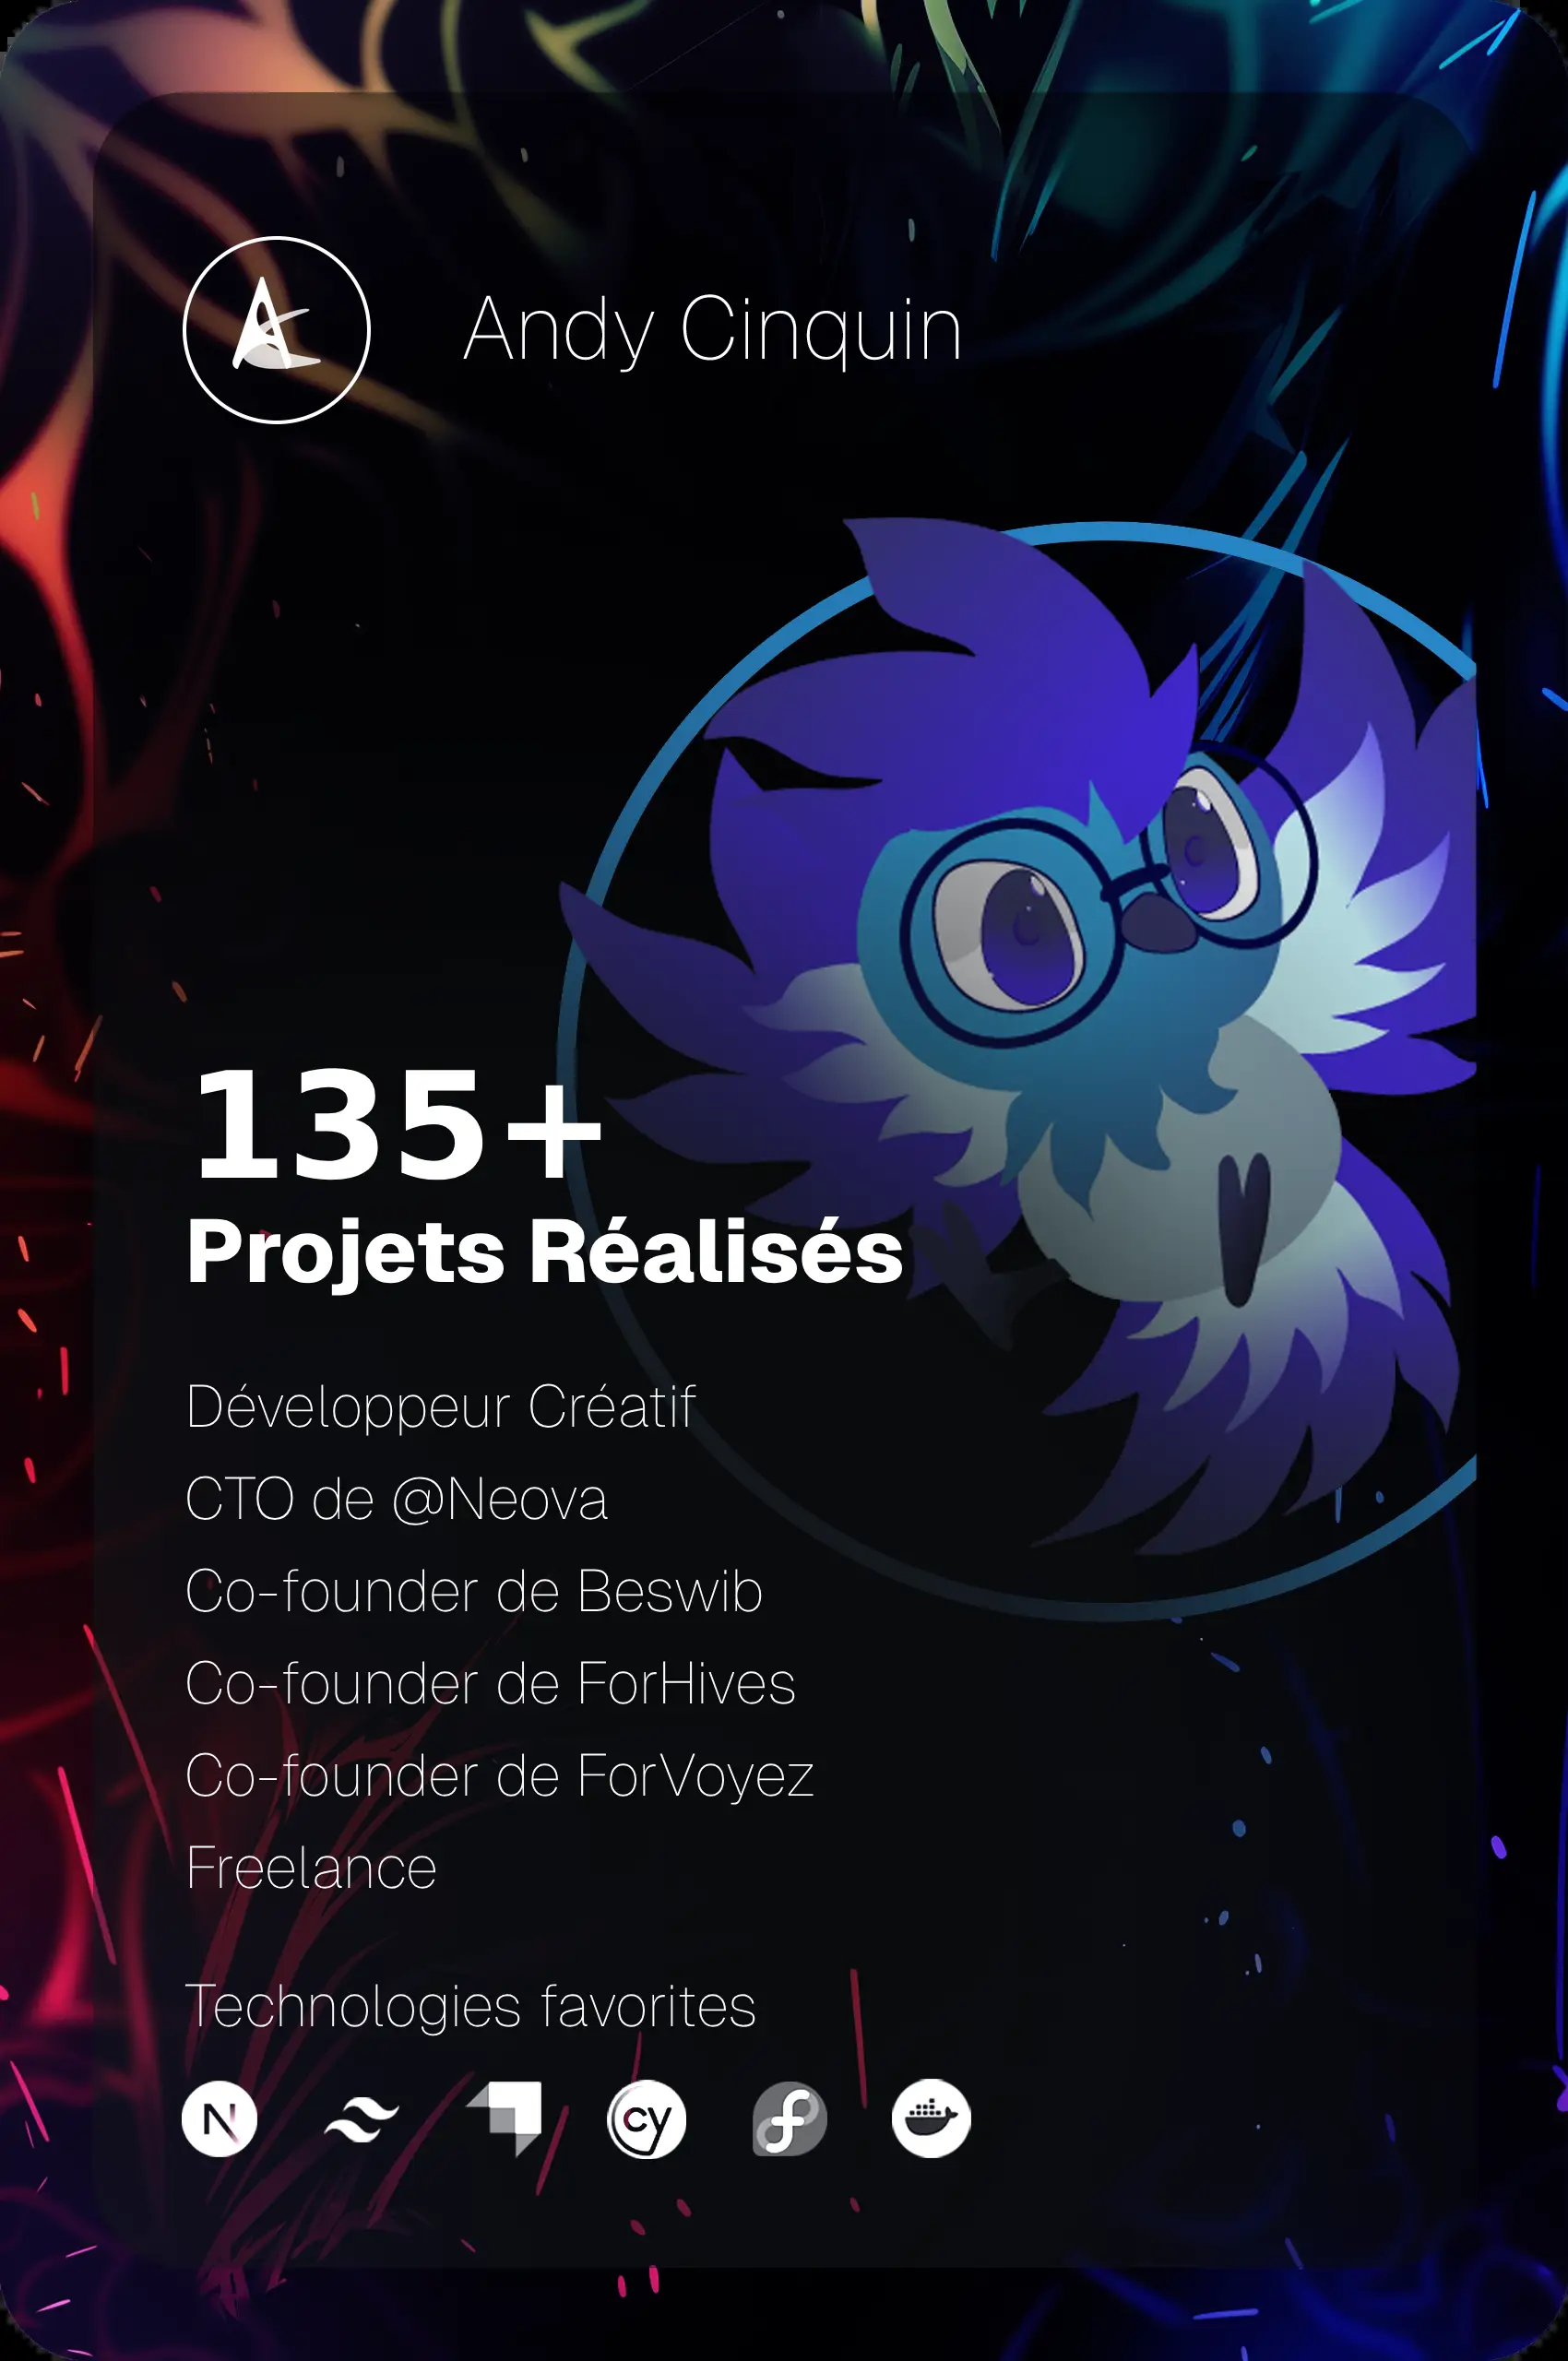 Andy Cinquin
135+
Projets Réalisés
Développeur Créatif
CTO de @Neova
Co-founder de Beswib
Co-founder de ForHives
Co-founder de ForVoyez
Freelance
Technologies favorites
N
cy
f